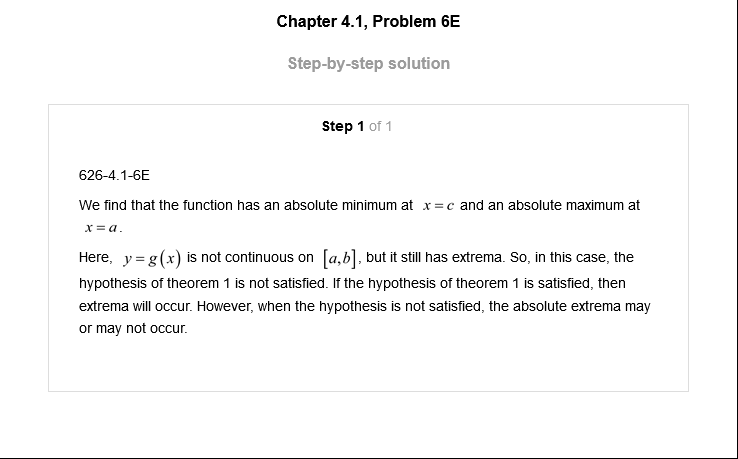 Chapter 4.1, Problem 6E
Step-by-step solution
Step 1 of 1
626-4.1-6E
We find that the function has an absolute minimum at x = c and an absolute maximum at
x = a.
Here, y = g(x) is not continuous on [a,b], but it still has extrema. So, in this case, the
hypothesis of theorem 1 is not satisfied. If the hypothesis of theorem 1 is satisfied, then
extrema will occur. However, when the hypothesis is not satisfied, the absolute extrema may
or may not occur.